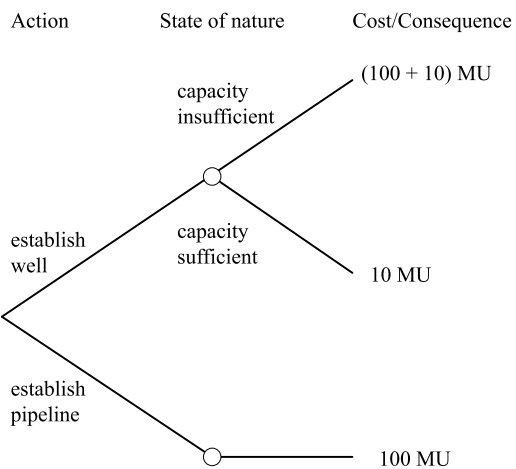 Action State of nature Cost/Consequence
(100 + 10) MU
capacity
insufficient
establish
well
capacity
sufficient
10 MU
establish
pipeline
100 MU